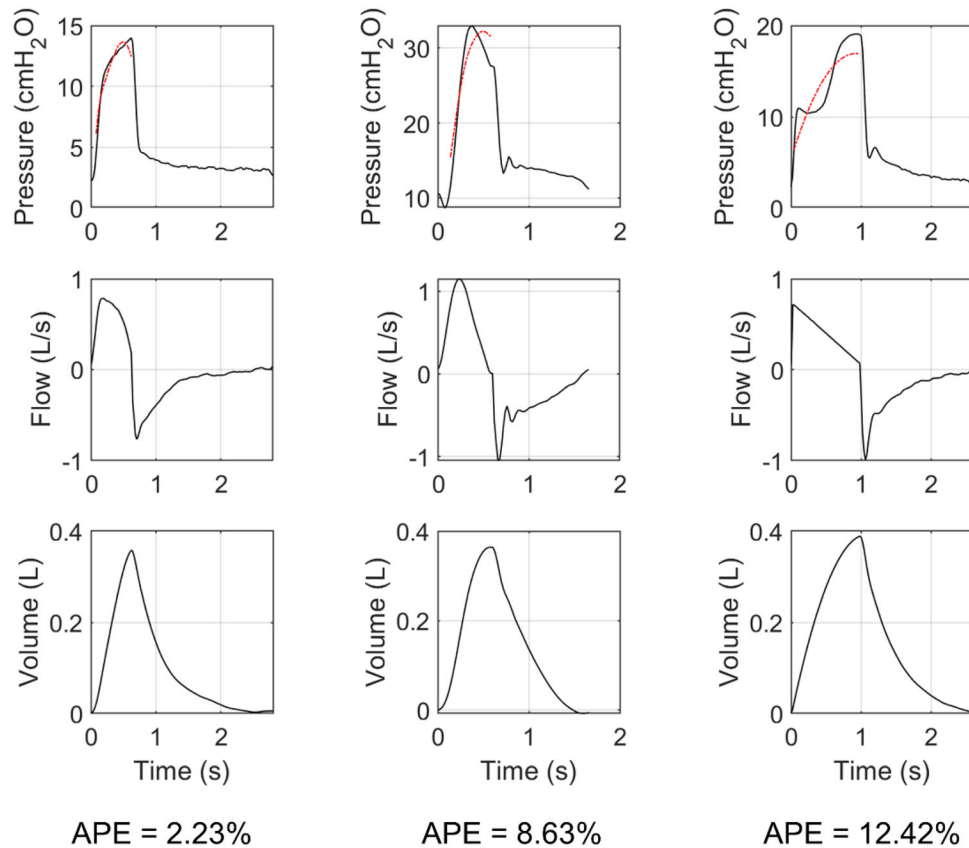 Pressure (cmH₂O)
15
10
5
0
0 1 2
Pressure (cmH₂O)
30
20
10
0 1 2
Pressure (cmH₂O)
20
10
0
0 1 2
Flow (L/s)
1
0
-1
0 1 2
Flow (L/s)
1
0
-1
0 1 2
Flow (L/s)
1
0
-1
0 1 2
Volume (L)
0.4
0.2
0
0 1 2
Time (s)
Volume (L)
0.4
0.2
0
0 1 2
Time (s)
Volume (L)
0.4
0.2
0
0 1 2
Time (s)
APE = 2.23%
APE = 8.63%
APE = 12.42%